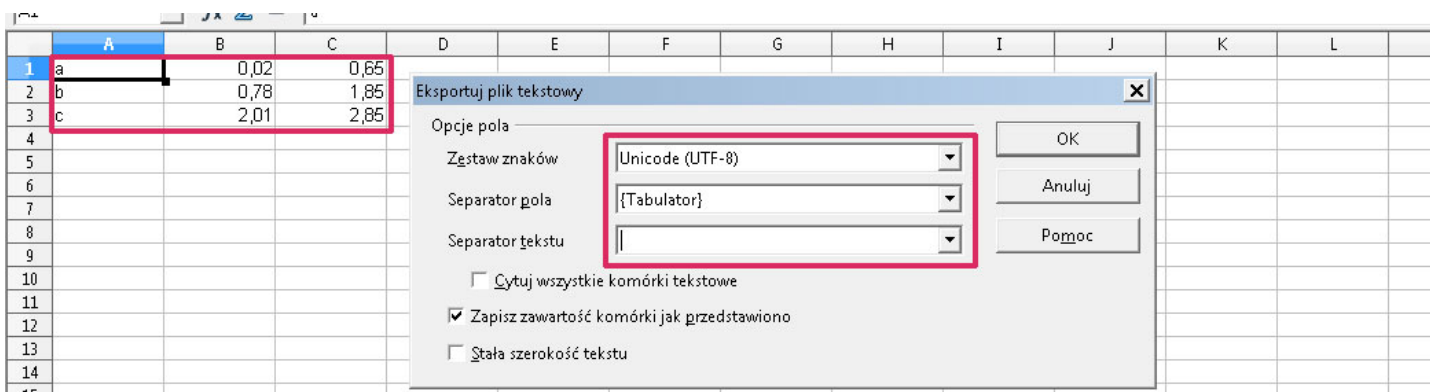 A B C D E F G H I J K L
1 a 0,02 0,65
2 b 0,78 1,85
3 c 2,01 2,85
4
5
6
7
8
9
10
11
12
13
14
Eksportuj plik tekstowy
Opcje pola
Zestaw znaków Unicode (UTF-8)
Separator pola {Tabulator}
Separator tekstu
Cytuj wszystkie komórki tekstowe
Zapisz zawartość komórki jak przedstawiono
Stała szerokość tekstu
OK
Anuluj
Pomoc